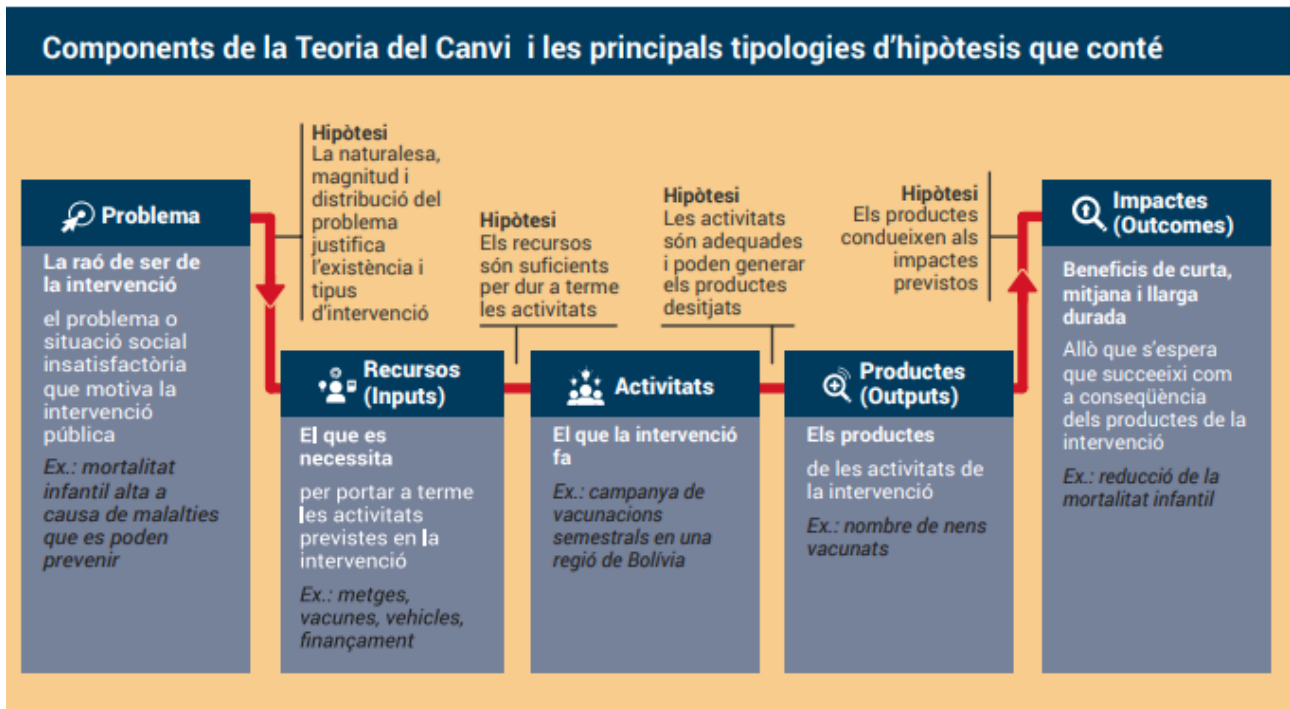 Components de la Teoria del Canvi i les principals tipologies d'hipòtesis que conté
Problema
La raó de ser de
la intervenció
el problema o
situació social
insatisfactòria
que motiva la
intervenció
pública
Ex.: mortalitat
infantil alta a
causa de malalties
que es poden
prevenir
Hipòtesi
La naturalesa,
magnitud i
distribució del
problema
justifica
l'existència i
tipus
d'intervenció
Recursos
(Inputs)
El que es
necessita
per portar a terme
les activitats
previstes en la
intervenció
Ex.: metges,
vacunes, vehicles,
finançament
Hipòtesi
Els recursos
són suficients
per dur a terme
les activitats
Activitats
El que la intervenció
fa
Ex.: campanya de
vacunacions
semestrals en una
regió de Bolívia
Hipòtesi
Les activitats
són adequades
i poden generar
els productes
desitjats
Productes
(Outputs)
Els productes
de les activitats de
la intervenció
Ex.: nombre de nens
vacunats
Hipòtesi
Els productes
condueixen als
impactes
previstos
Impactes
(Outcomes)
Beneficis de curta,
mitjana i llarga
durada
Allò que s'espera
que succeeixi com
a conseqüència
dels productes de la
intervenció
Ex.: reducció de la
mortalitat infantil